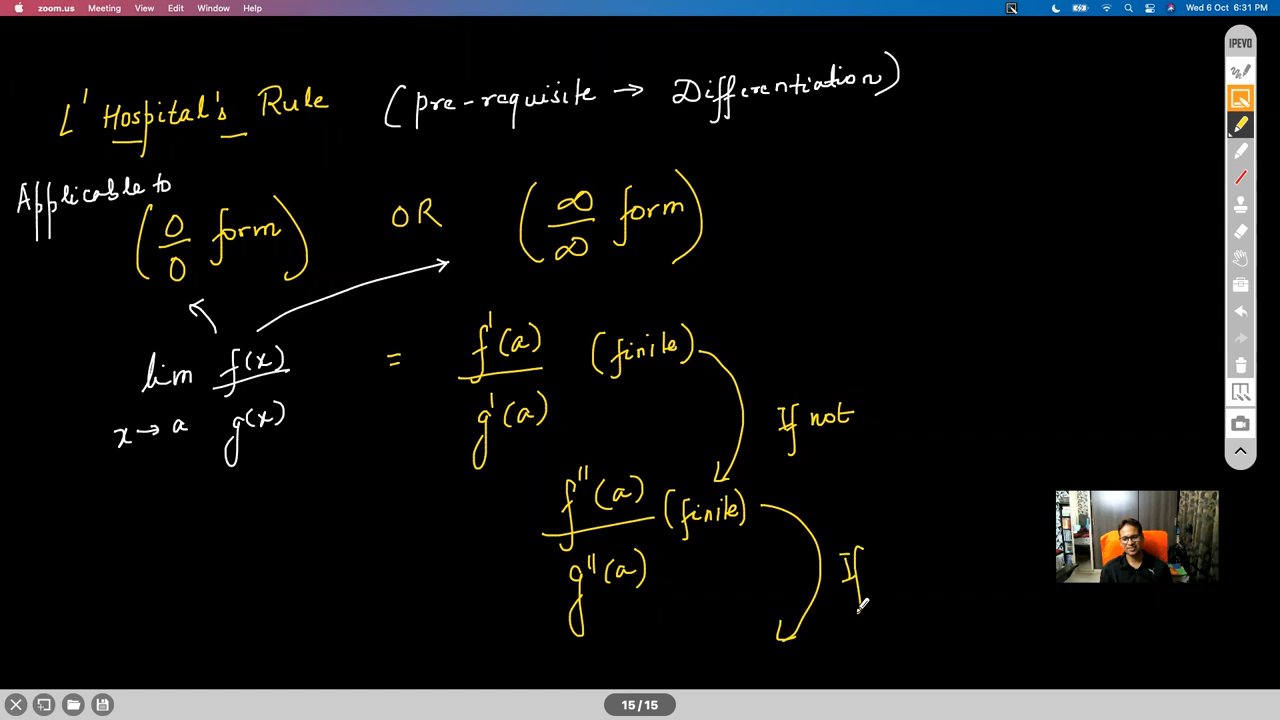 zoom.us Meeting View Edit Window Help Wed 6 Oct 6:31 PM
IPEVO
L'Hospital's Rule (pre-requisite → Differentiation)
Applicable to
(0/0 form) OR (∞/∞ form)
lim x→a f(x)/g(x) = f'(a)/g'(a) (finite)
If not
f''(a)/g''(a) (finite)
If
15/15